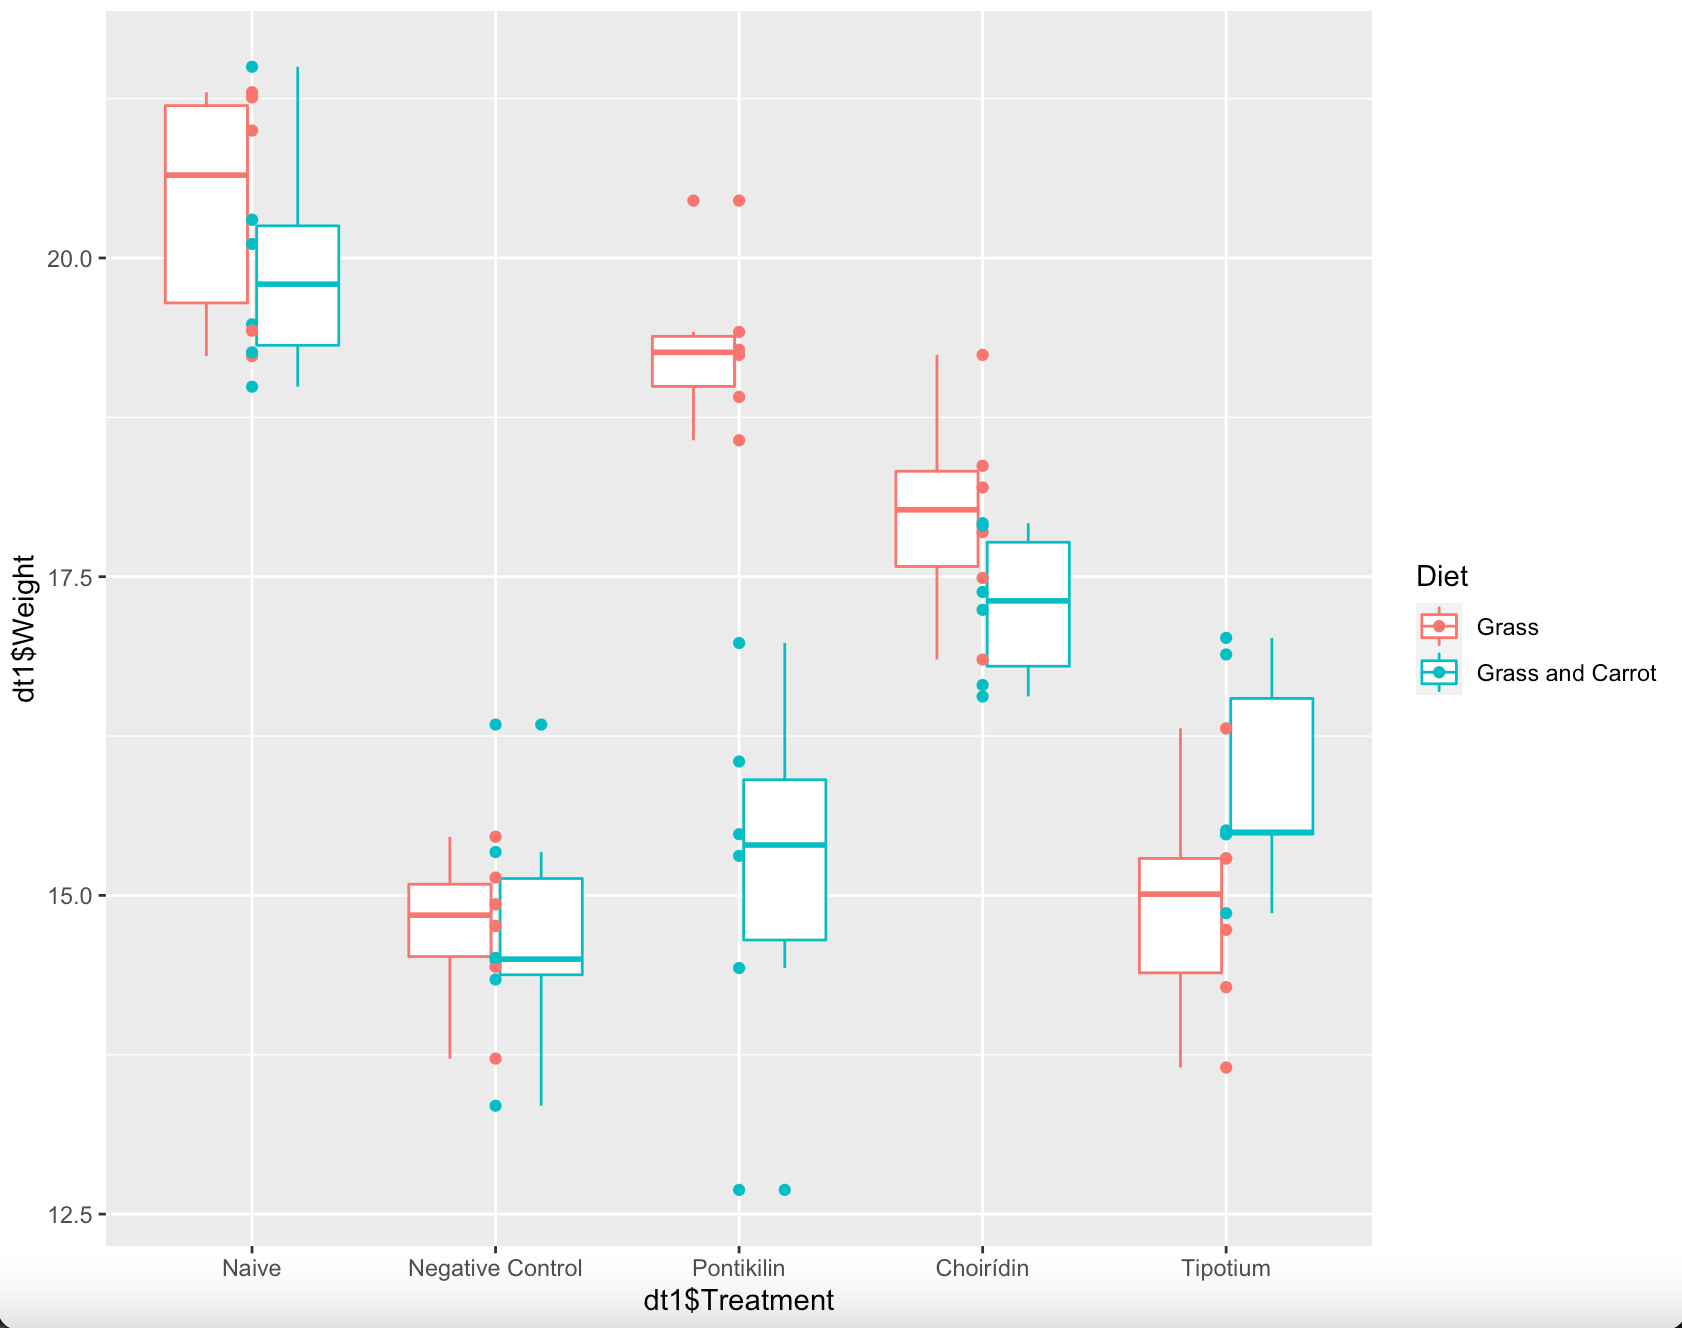 dt1$Weight
20.0
17.5
15.0
12.5
Naive
Negative Control
Pontikilin
Choirídin
Tipotium
dt1$Treatment
Diet
Grass
Grass and Carrot